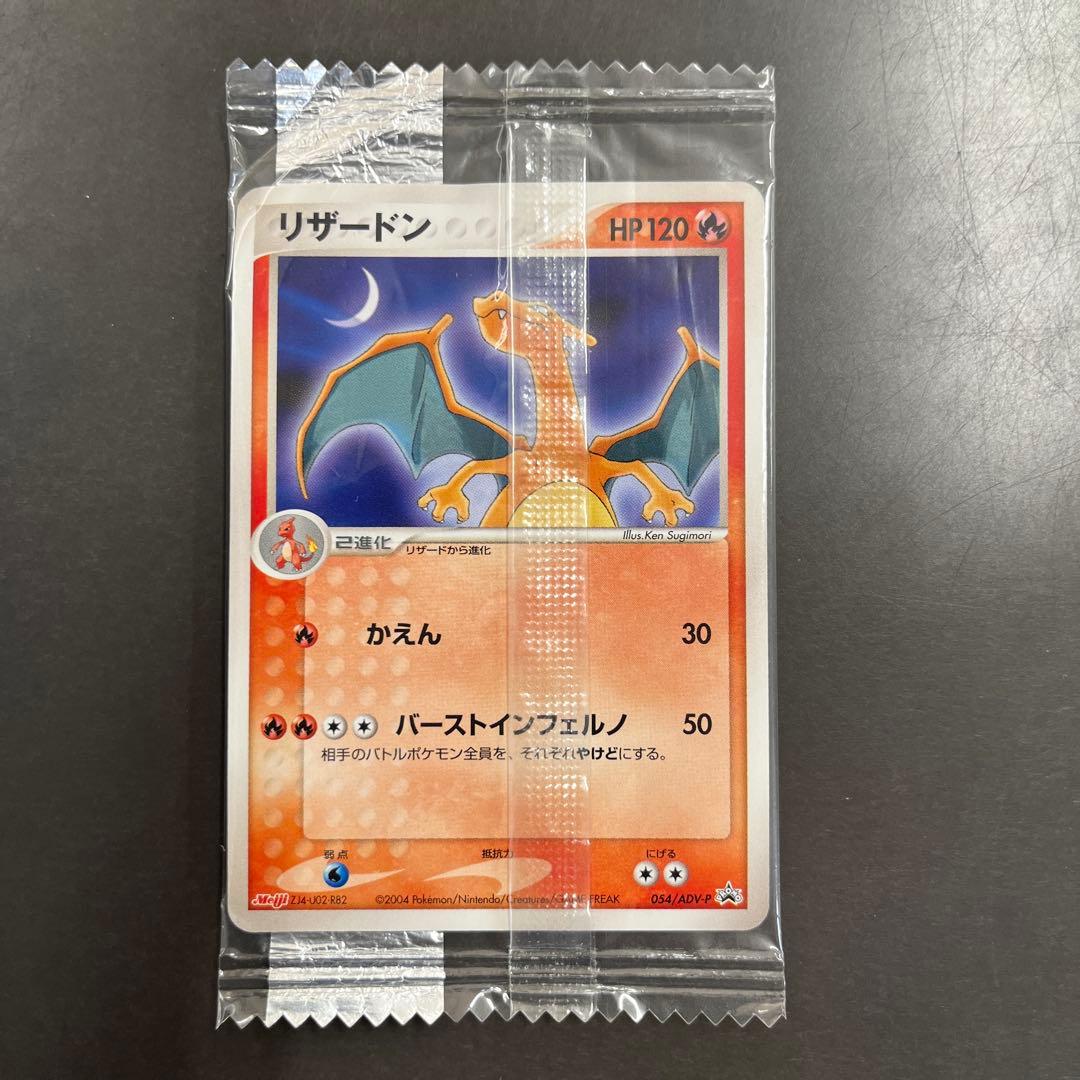 リザードン HP120
Illus.Ken Sugimori
2進化 リザードから進化
かえん 30
バーストインフェルノ 50
相手のバトルポケモン全員を、それぞれやけどにする。
弱点 抵抗力 にげる
Meiji ZJ4-U02-R82 ©2004 Pokémon/Nintendo/Creatures/GAME FREAK 054/ADV-P